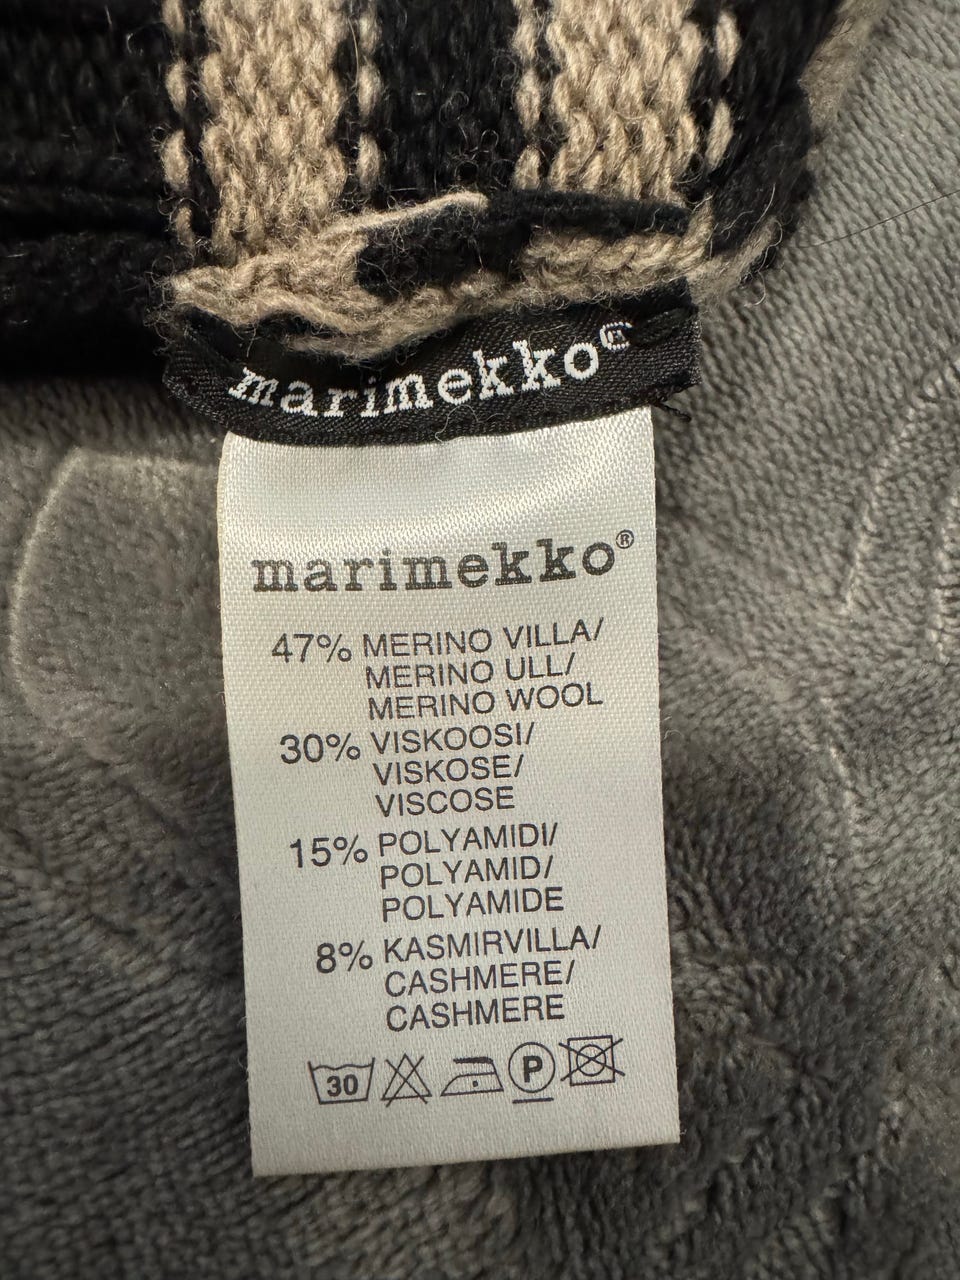 marimekko®
marimekko®
47% MERINO VILLA/
MERINO ULL/
MERINO WOOL
30% VISKOOSI/
VISKOSE/
VISCOSE
15% POLYAMIDI/
POLYAMID/
POLYAMIDE
8% KASMIRVILLA/
CASHMERE/
CASHMERE
30 P